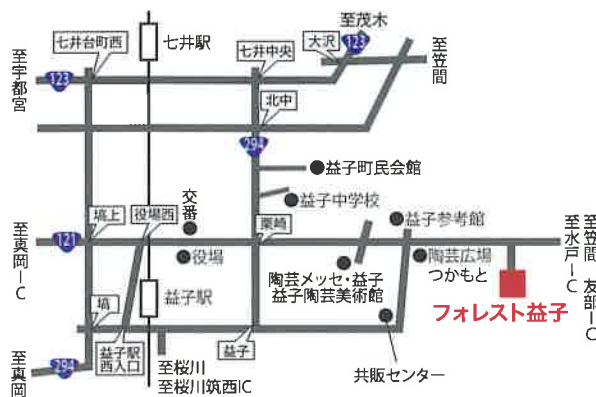 至茂木
七井台町西
七井駅
七井中央
大沢
123
至笠間
至宇都宮
123
北中
294
益子町民会館
益子中学校
交番
塙上
役場西
栗崎
益子参考館
至真岡IC
121
役場
陶芸メッセ・益子
益子陶芸美術館
陶芸広場
つかもと
至笠間 友部IC
至水戸IC
益子駅
フォレスト益子
塙
益子駅
西入口
益子
共販センター
至真岡
294
至桜川
至桜川筑西IC